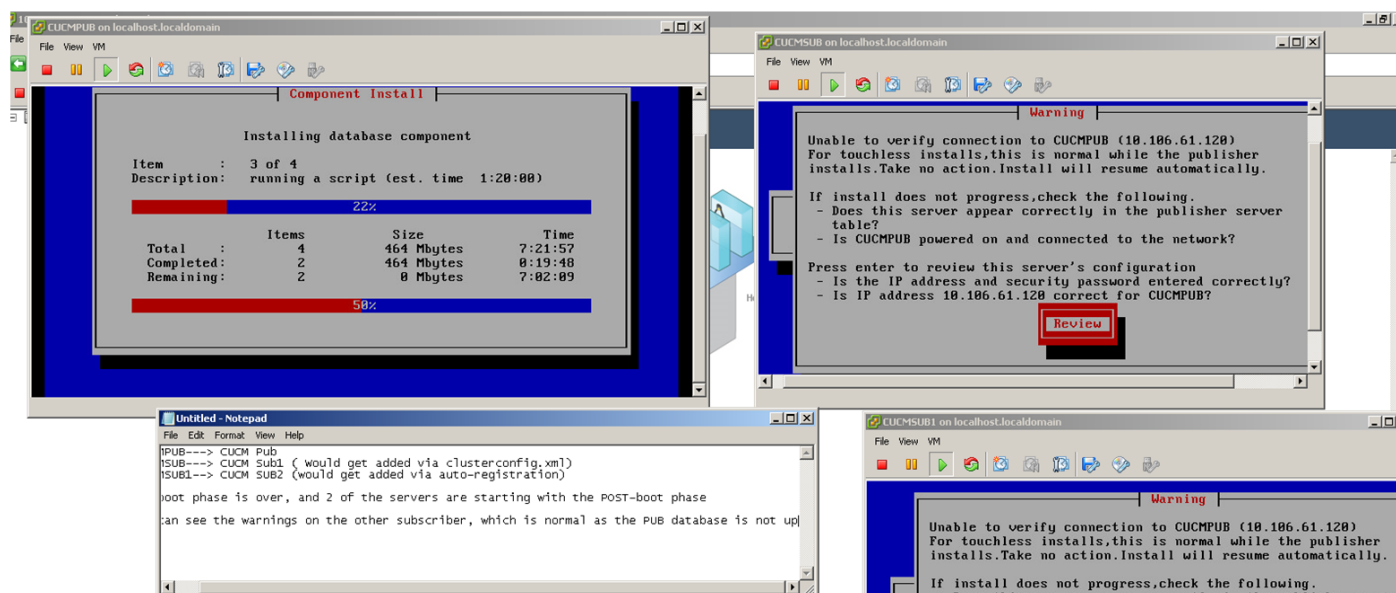 10
CUCMPUB on localhost.localdomain
File View VM
Component Install
Installing database component
Item : 3 of 4
Description: running a script (est. time 1:20:00)
22%
Items Size Time
Total : 4 464 Mbytes 7:21:57
Completed: 2 464 Mbytes 0:19:48
Remaining: 2 0 Mbytes 7:02:09
50%
File
CUCMSUB on localhost.localdomain
File View VM
Warning
Unable to verify connection to CUCMPUB (10.106.61.120)
For touchless installs,this is normal while the publisher
installs.Take no action.Install will resume automatically.
If install does not progress,check the following.
- Does this server appear correctly in the publisher server
table?
- Is CUCMPUB powered on and connected to the network?
Press enter to review this server's configuration
- Is the IP address and security password entered correctly?
- Is IP address 10.106.61.120 correct for CUCMPUB?
Review
Untitled - Notepad
File Edit Format View Help
MPUB---> CUCM Pub
MSUB---> CUCM Sub1 ( would get added via clusterconfig.xml)
MSUB1--> CUCM SUB2 (would get added via auto-registration)
boot phase is over, and 2 of the servers are starting with the POST-boot phase
can see the warnings on the other subscriber, which is normal as the PUB database is not up
CUCMSUB1 on localhost.localdomain
File View VM
Warning
Unable to verify connection to CUCMPUB (10.106.61.120)
For touchless installs,this is normal while the publisher
installs.Take no action.Install will resume automatically.
If install does not progress,check the following.